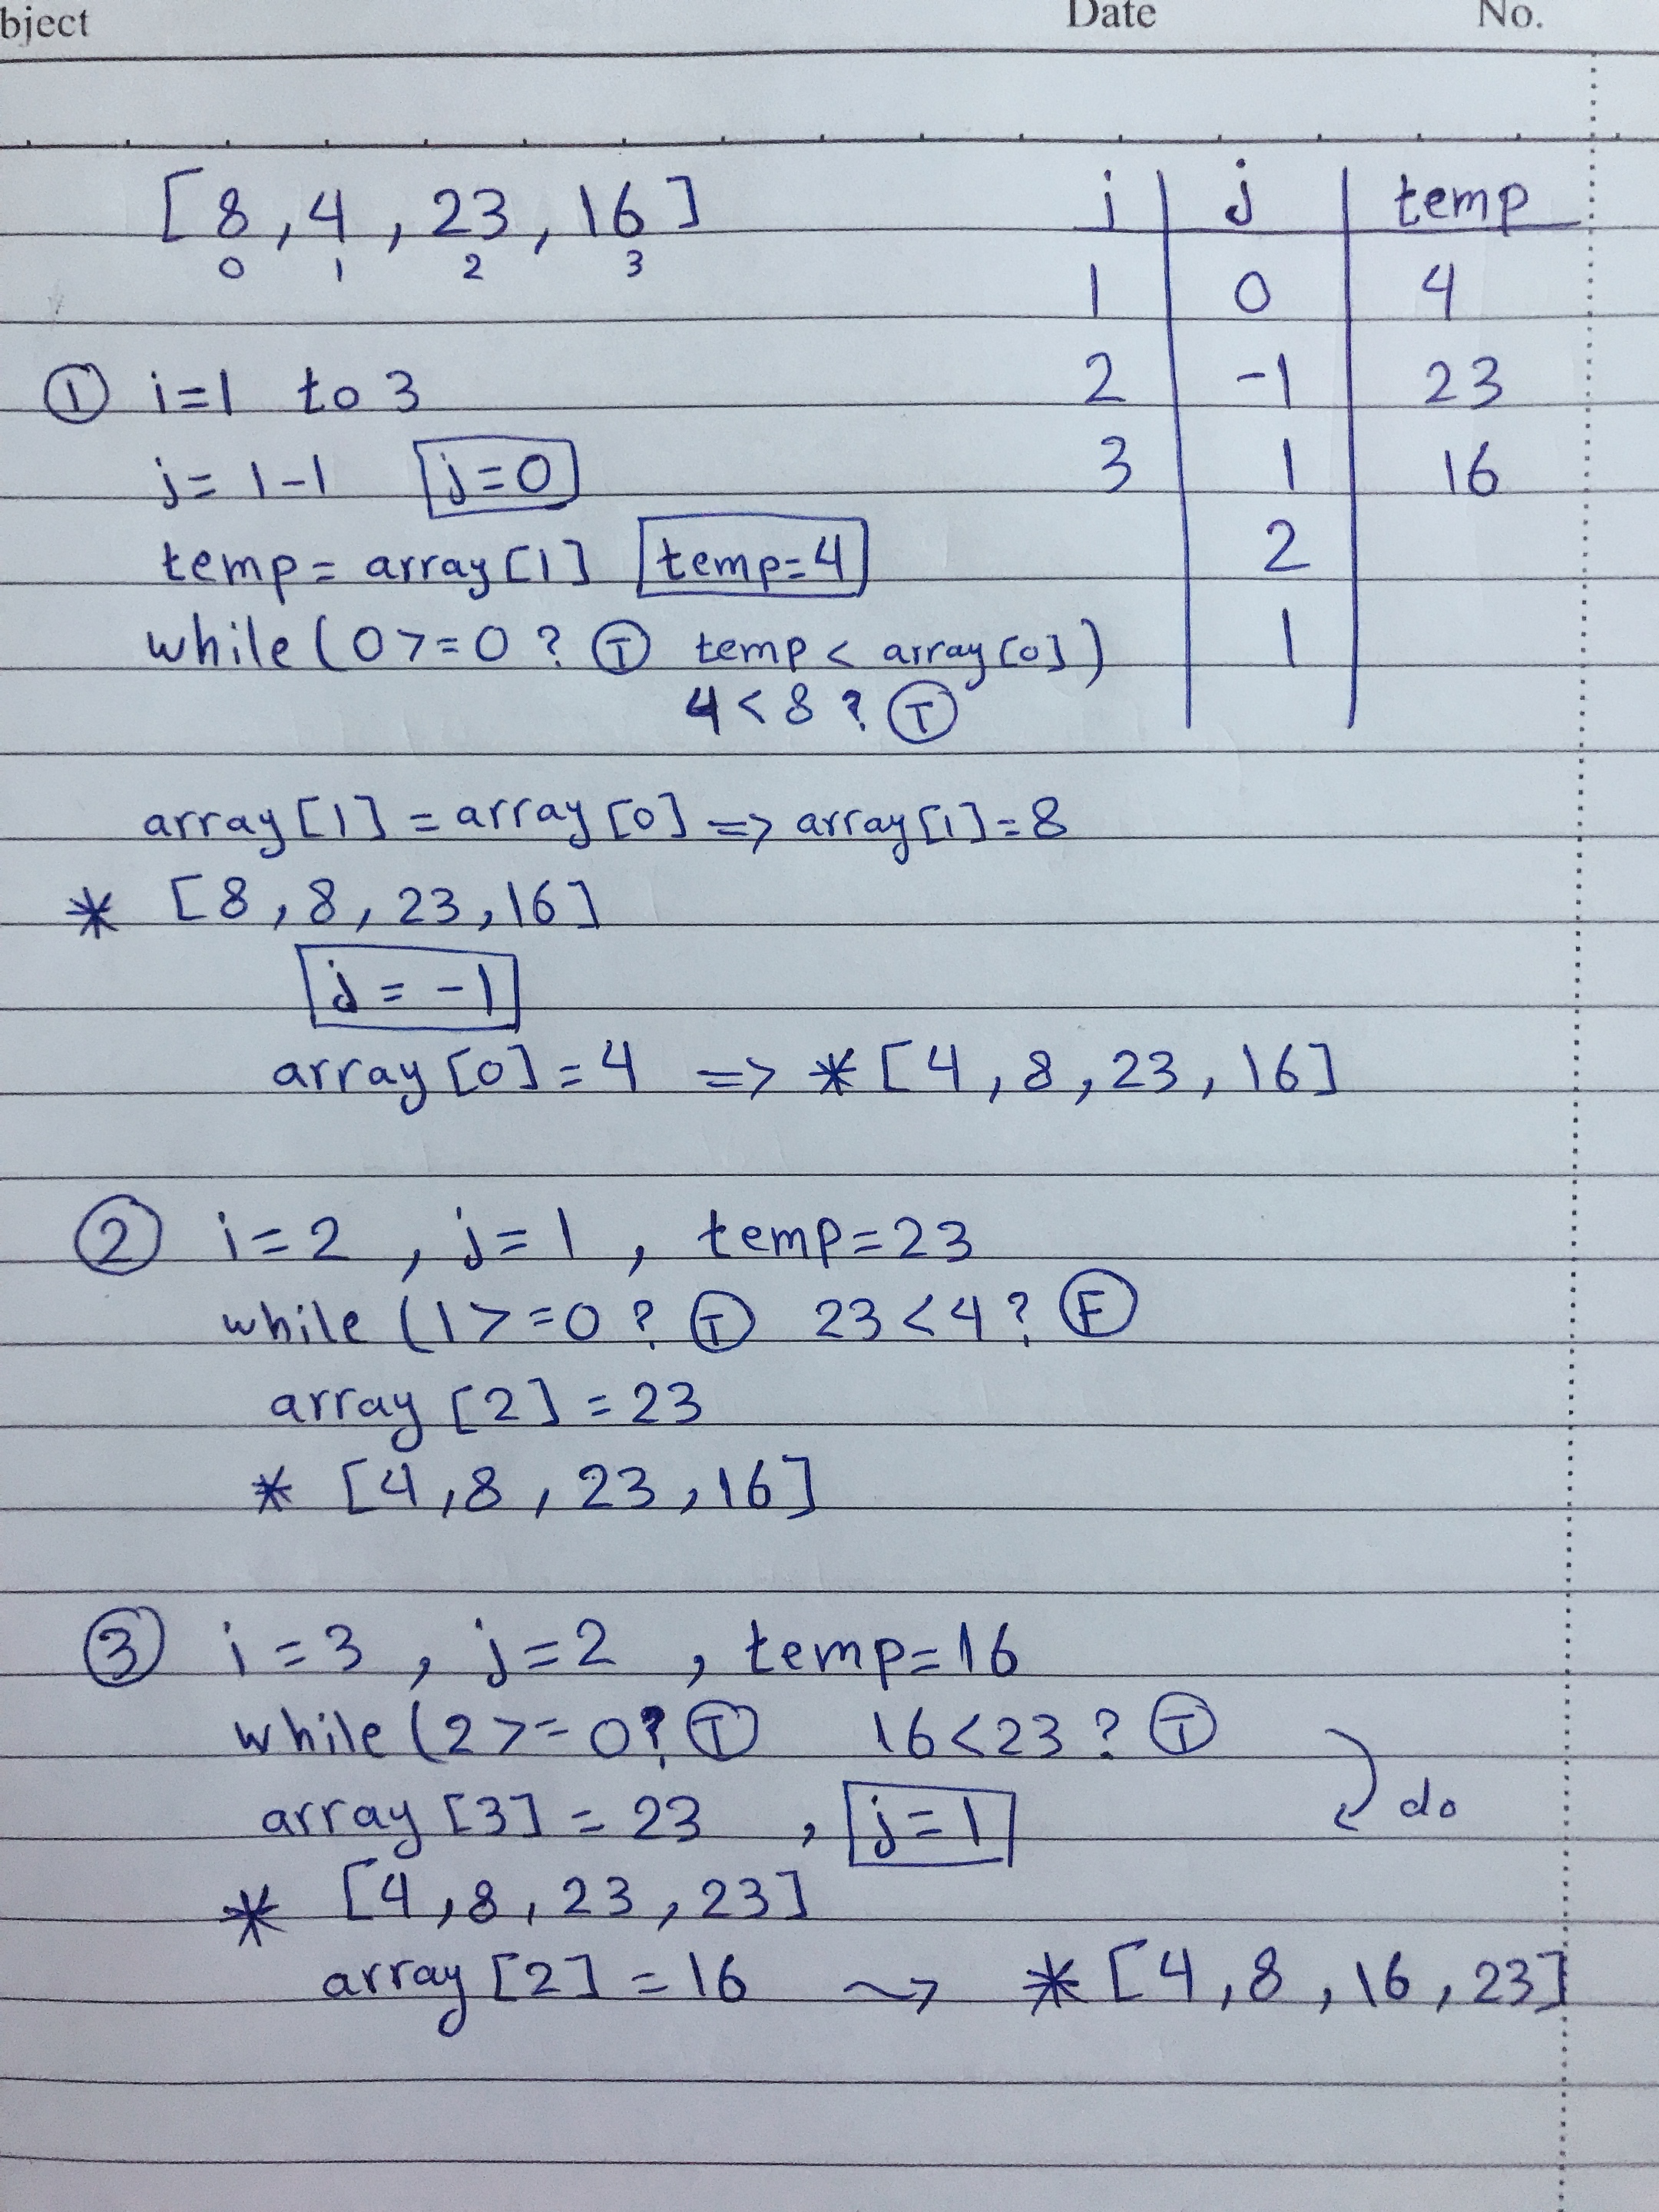 bject Date No.
[8, 4, 23, 16]
0 1 2 3
i j temp
1 0 4
2 -1 23
3 1 16
2
1
① i=1 to 3
j= 1-1 j=0
temp= array[1] temp=4
while (0>=0 ? Ⓣ temp < array[0])
4<8 ? Ⓣ
array[1] = array[0] => array[1]=8
* [8, 8, 23, 16]
j = -1
array[0]=4 => * [4, 8, 23, 16]
② i=2 , j=1 , temp=23
while (1>=0 ? Ⓣ 23<4 ? Ⓕ
array[2] = 23
* [4, 8, 23, 16]
③ i=3 , j=2 , temp=16
while (2>=0? Ⓣ 16<23? Ⓣ
do
array[3] = 23 , j=1
* [4, 8, 23, 23]
array[2] = 16 ⇝ * [4, 8, 16, 23]